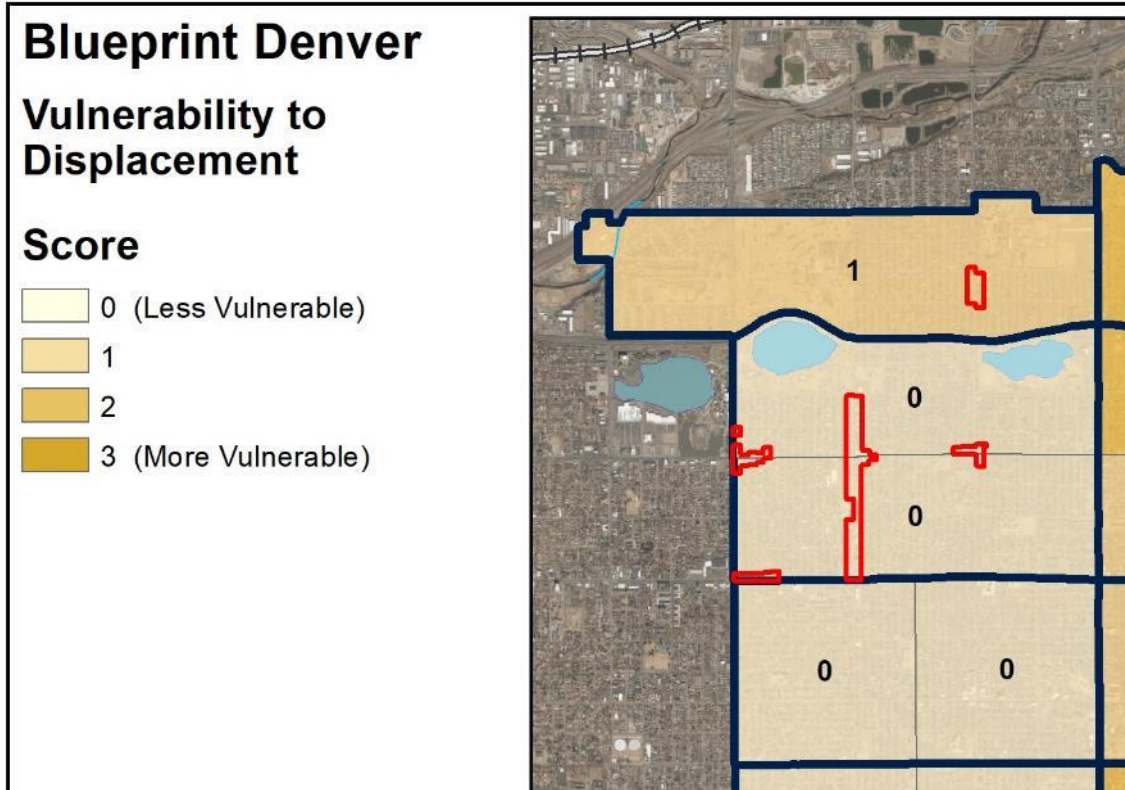 Blueprint Denver
Vulnerability to
Displacement
Score
0 (Less Vulnerable)
1
2
3 (More Vulnerable)
1
0
0
0
0